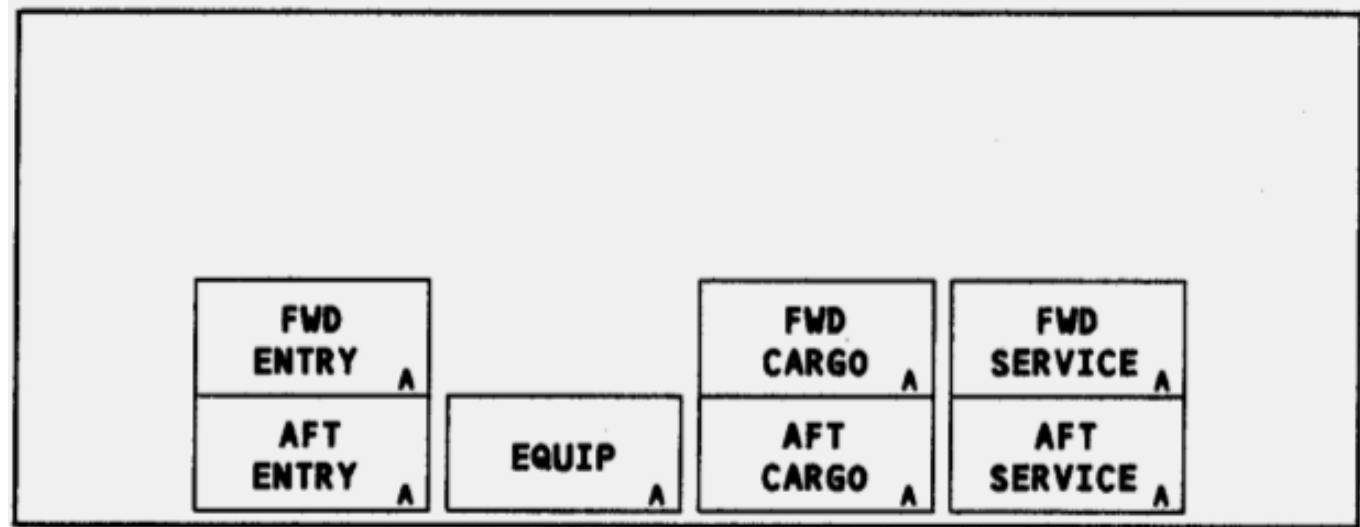 FWD
ENTRY A
AFT
ENTRY A
EQUIP A
FWD
CARGO A
AFT
CARGO A
FWD
SERVICE A
AFT
SERVICE A